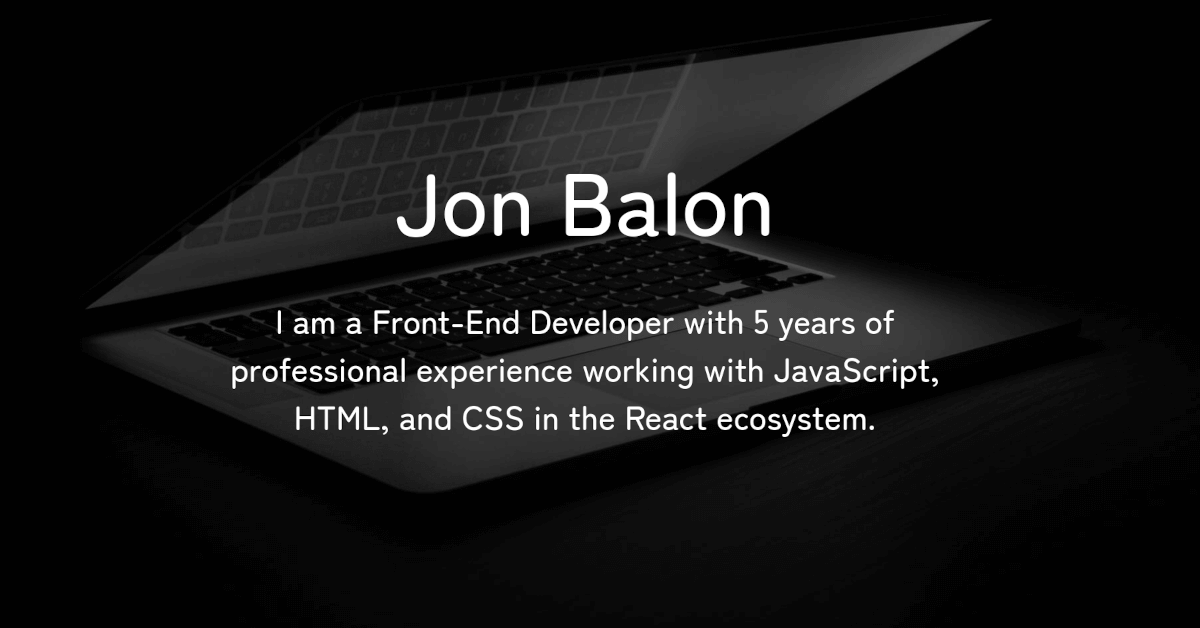 Jon Balon
I am a Front-End Developer with 5 years of
professional experience working with JavaScript,
HTML, and CSS in the React ecosystem.